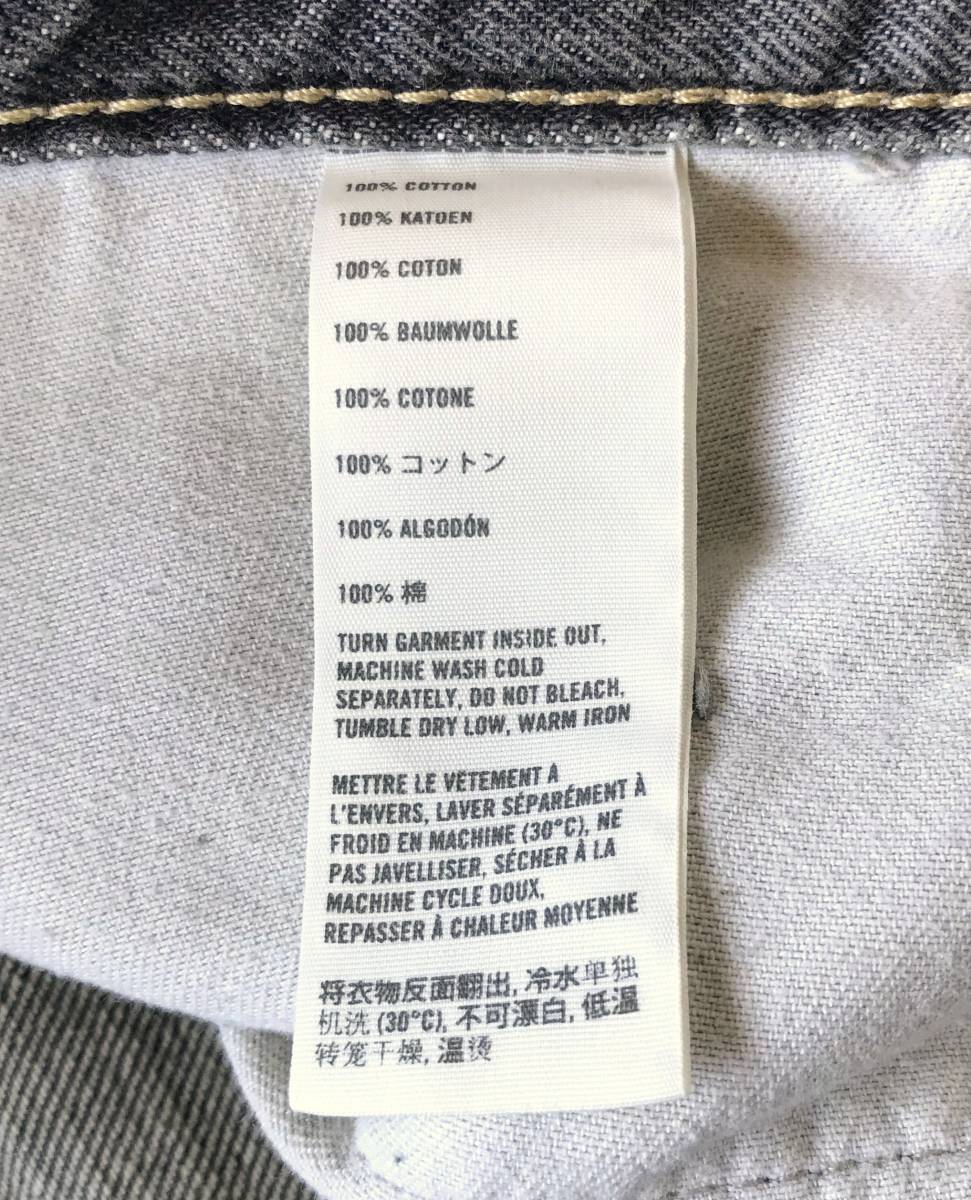 100% COTTON
100% KATOEN
100% COTON
100% BAUMWOLLE
100% COTONE
100% コットン
100% ALGODÓN
100% 棉
TURN GARMENT INSIDE OUT,
MACHINE WASH COLD
SEPARATELY, DO NOT BLEACH,
TUMBLE DRY LOW, WARM IRON
METTRE LE VÊTEMENT À
L'ENVERS, LAVER SÉPARÉMENT À
FROID EN MACHINE (30°C), NE
PAS JAVELLISER, SÉCHER À LA
MACHINE CYCLE DOUX,
REPASSER À CHALEUR MOYENNE
将衣物反面翻出, 冷水单独
机洗 (30°C), 不可漂白, 低温
转笼干燥, 温烫